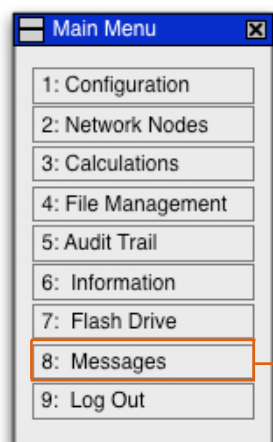 Main Menu
1: Configuration
2: Network Nodes
3: Calculations
4: File Management
5: Audit Trail
6: Information
7: Flash Drive
8: Messages
9: Log Out